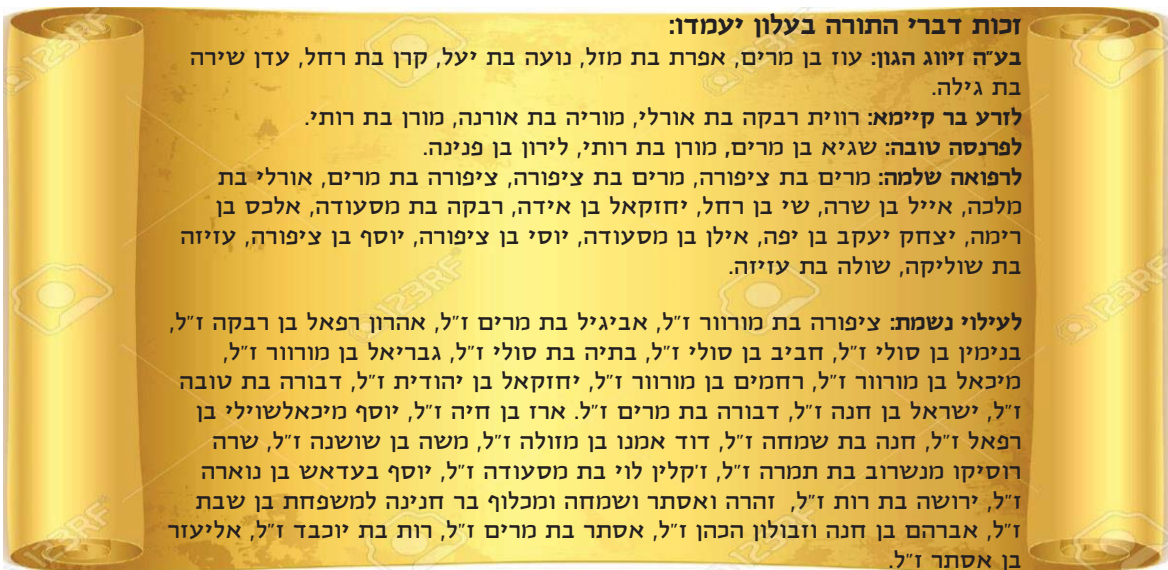 זכות דברי התורה בעלון יעמדו:
בע״ה זיווג הגון: עוז בן מרים, אפרת בת מזל, נועה בת יעל, קרן בת רחל, עדן שירה
בת גילה.
לזרע בר קיימא: רווית רבקה בת אורלי, מוריה בת אורנה, מורן בת רותי.
לפרנסה טובה: שגיא בן מרים, מורן בת רותי, לירון בן פנינה.
לרפואה שלמה: מרים בת ציפורה, מרים בת ציפורה, ציפורה בת מרים, אורלי בת
מלכה, אייל בן שרה, שי בן רחל, יחזקאל בן אידה, רבקה בת מסעודה, אלכס בן
רימה, יצחק יעקב בן יפה, אילן בן מסעודה, יוסי בן ציפורה, יוסף בן ציפורה, עזיזה
בת שוליקה, שולה בת עזיזה.
לעילוי נשמת: ציפורה בת מורוור ז״ל, אביגיל בת מרים ז״ל, אהרון רפאל בן רבקה ז״ל,
בנימין בן סולי ז״ל, חביב בן סולי ז״ל, בתיה בת סולי ז״ל, גבריאל בן מורוור ז״ל,
מיכאל בן מורוור ז״ל, רחמים בן מורוור ז״ל, יחזקאל בן יהודית ז״ל, דבורה בת טובה
ז״ל, ישראל בן חנה ז״ל, דבורה בת מרים ז״ל. ארז בן חיה ז״ל, יוסף מיכאלשוילי בן
רפאל ז״ל, חנה בת שמחה ז״ל, דוד אמנו בן מזולה ז״ל, משה בן שושנה ז״ל, שרה
רוסיקו מנשרוב בת תמרה ז״ל, ז'קלין לוי בת מסעודה ז״ל, יוסף בעדאש בן נוארה
ז״ל, ירושה בת רות ז״ל, זהרה ואסתר ושמחה ומכלוף בר חנינה למשפחת בן שבת
ז״ל, אברהם בן חנה וזבולון הכהן ז״ל, אסתר בת מרים ז״ל, רות בת יוכבד ז״ל, אליעזר
בן אסתר ז״ל.
123RF
123RF
123RF
123RF
123RF
123RF